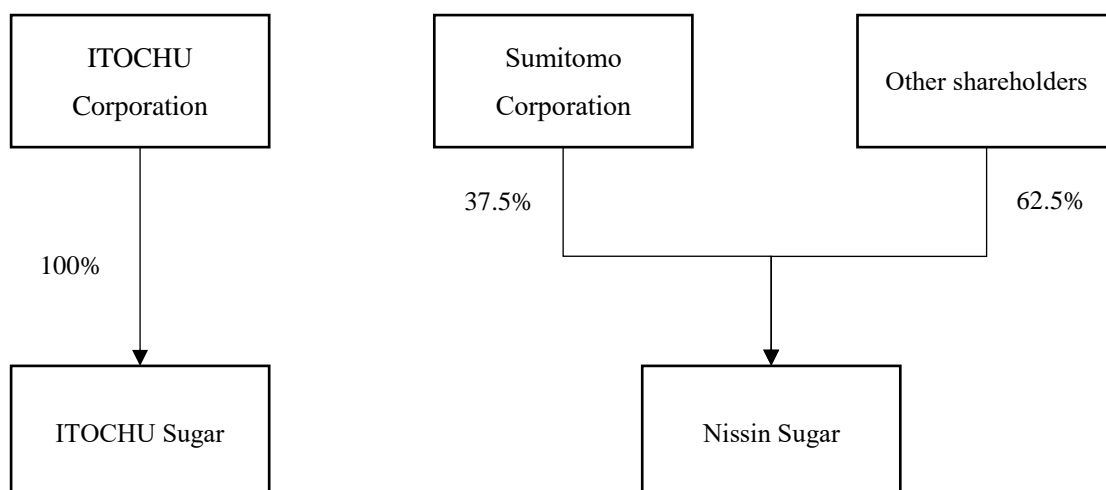 ITOCHU
Corporation
Sumitomo
Corporation
Other shareholders
37.5%
62.5%
100%
ITOCHU Sugar
Nissin Sugar